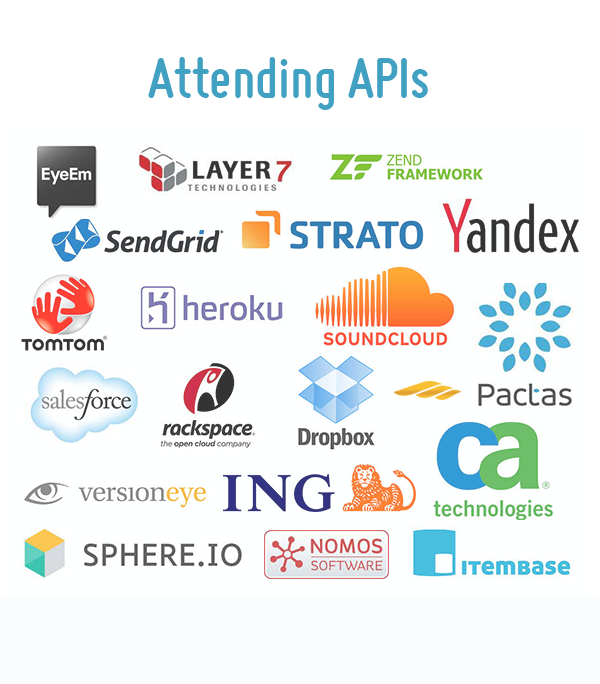 Attending APIs
EyeEm
LAYER 7
TECHNOLOGIES
ZF ZEND
FRAMEWORK
SendGrid®
STRATO
Yandex
TOMTOM®
heroku
SOUNDCLOUD
salesforce
rackspace®
the open cloud company
Dropbox
Pactas
versioneye
ING
ca®
technologies
SPHERE.IO
NOMOS
SOFTWARE
ITEMBASE